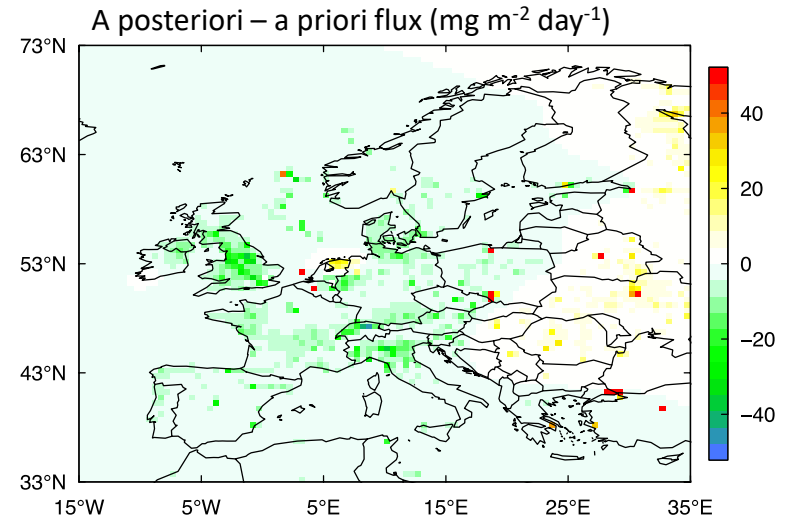 A posteriori – a priori flux (mg m⁻² day⁻¹)
73°N
63°N
53°N
43°N
33°N
15°W 5°W 5°E 15°E 25°E 35°E
40
20
0
−20
−40